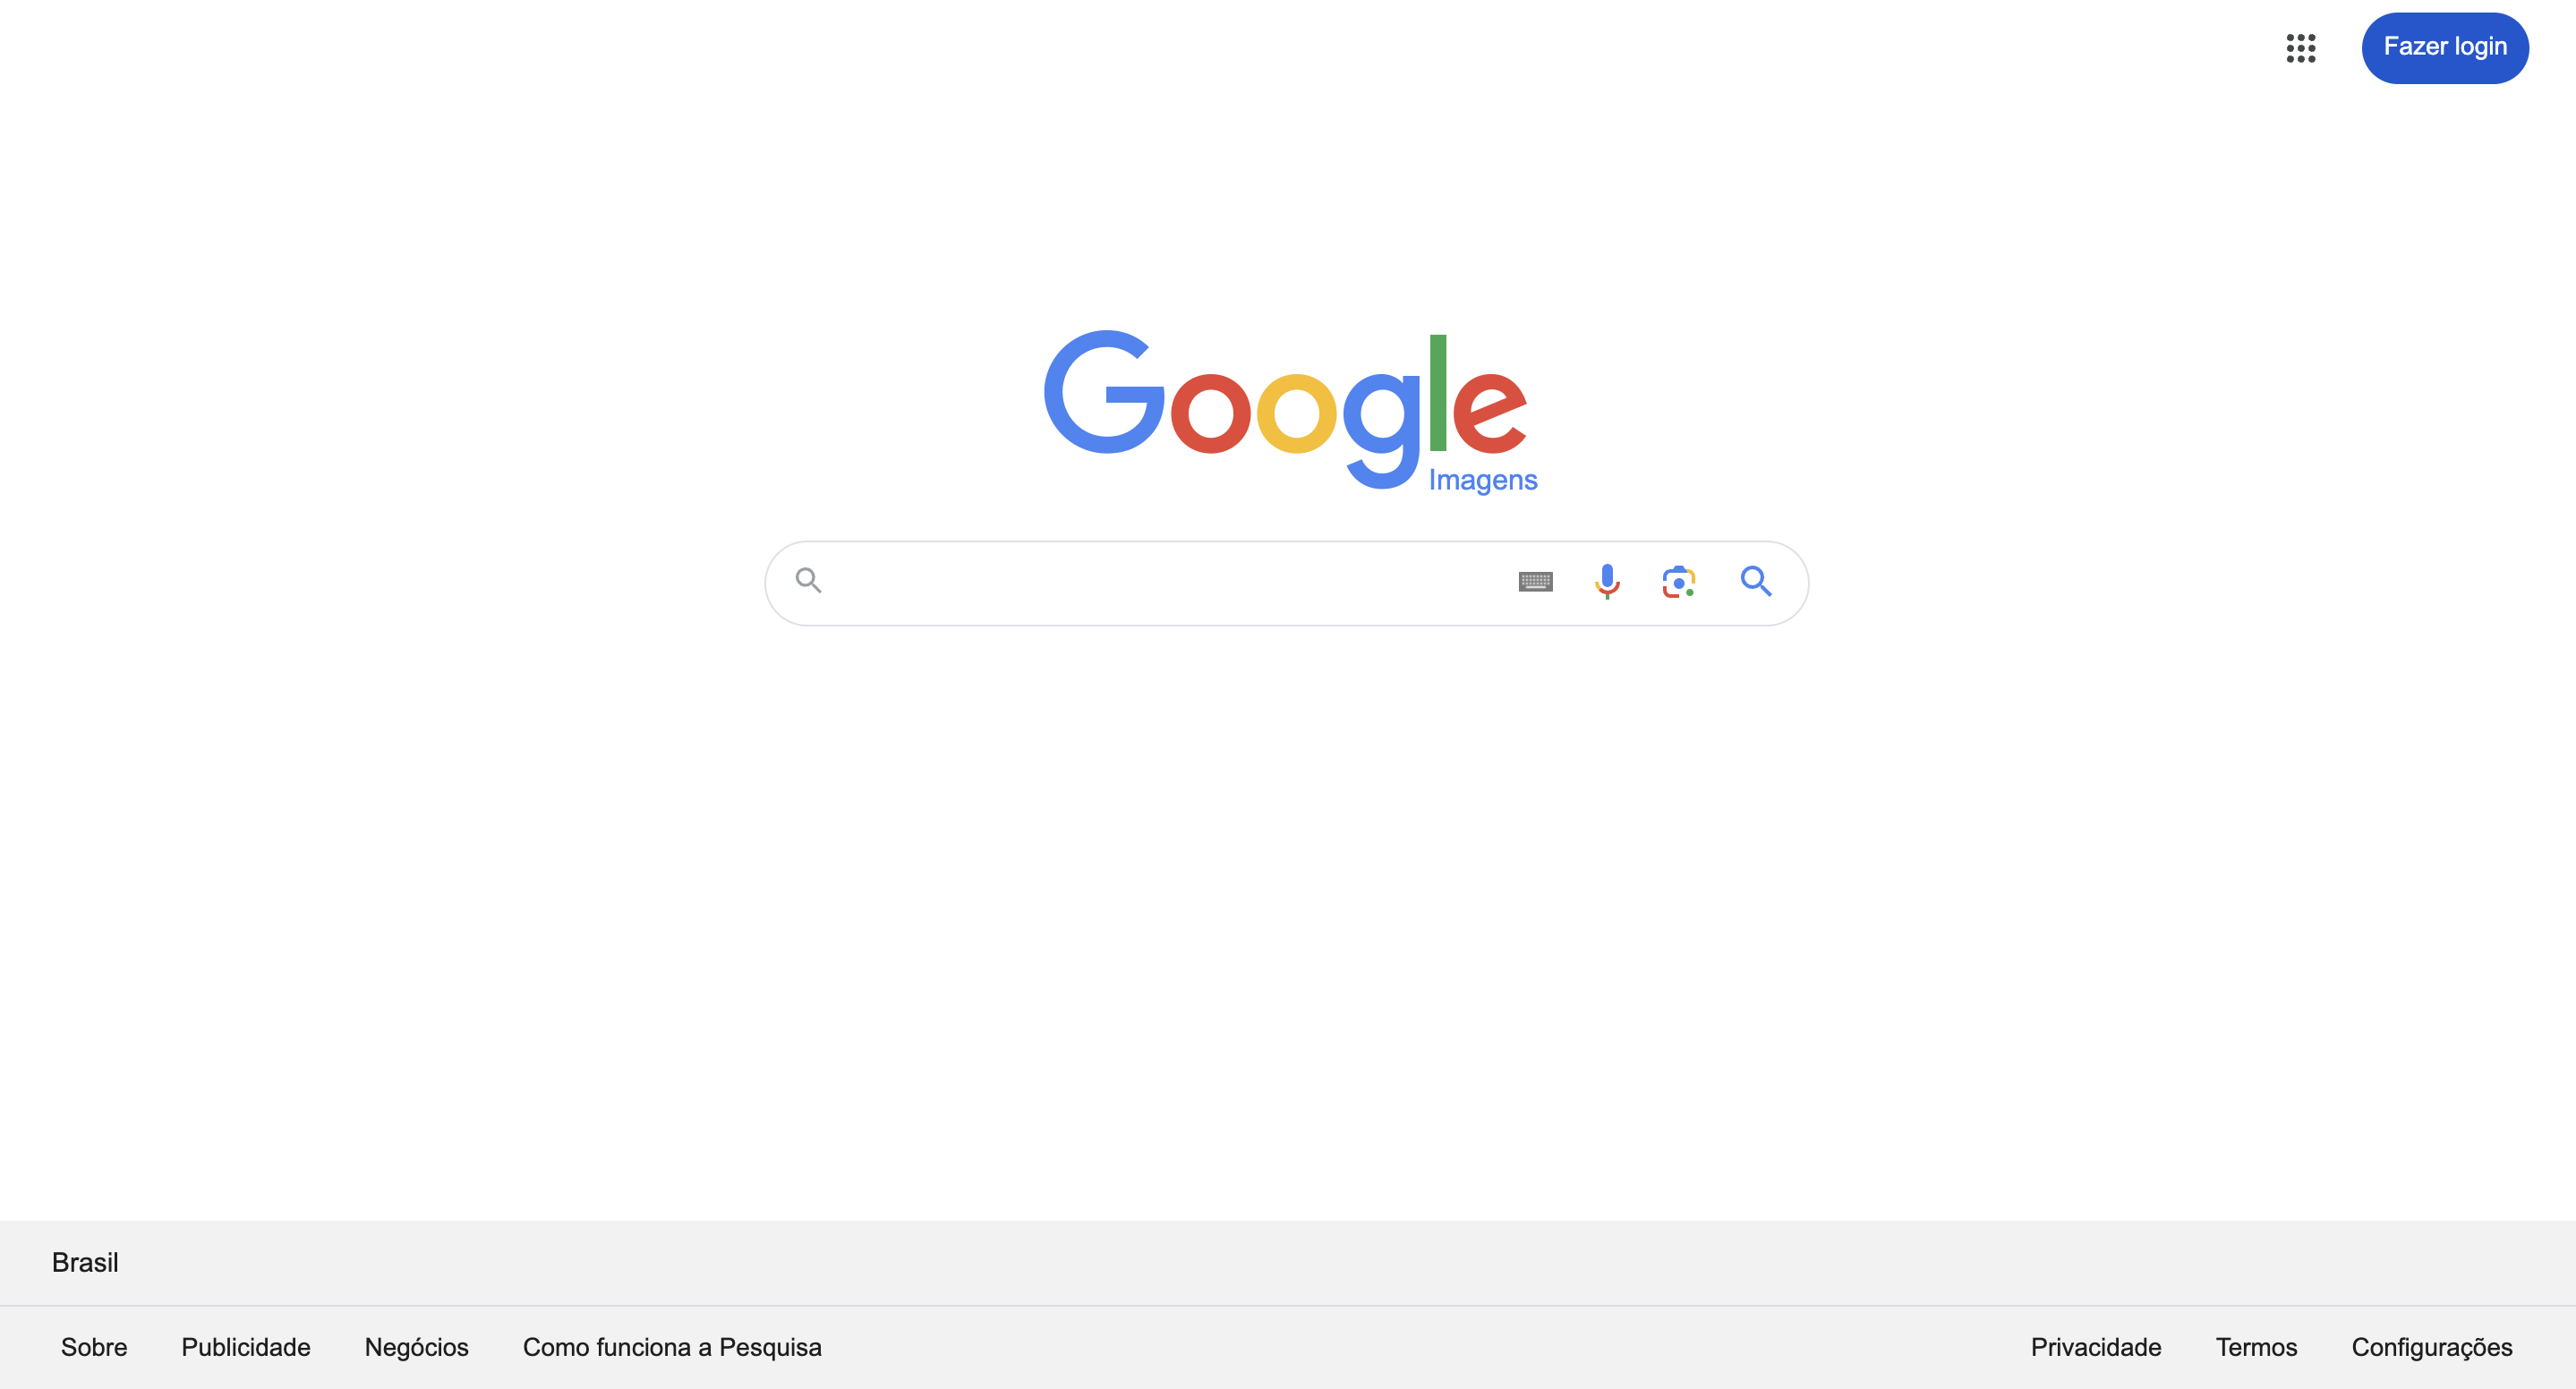 Fazer login
Google
Imagens
Brasil
Sobre Publicidade Negócios Como funciona a Pesquisa Privacidade Termos Configurações